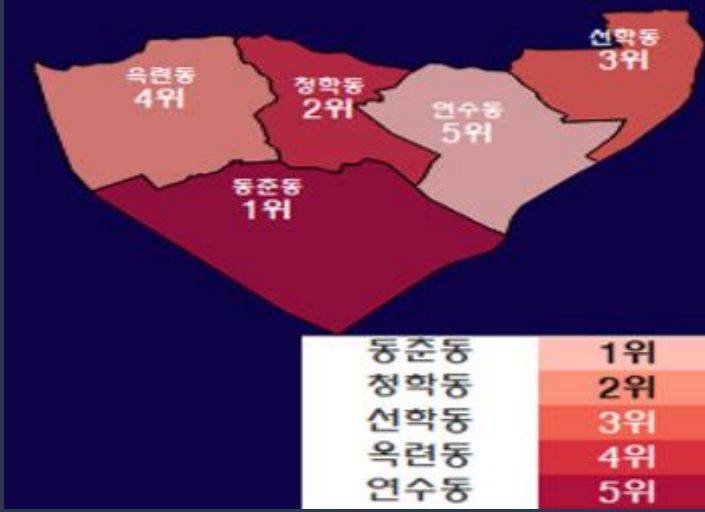 선학동
3위
옥련동
4위
청학동
2위
연수동
5위
동춘동
1위
동춘동 1위
청학동 2위
선학동 3위
옥련동 4위
연수동 5위